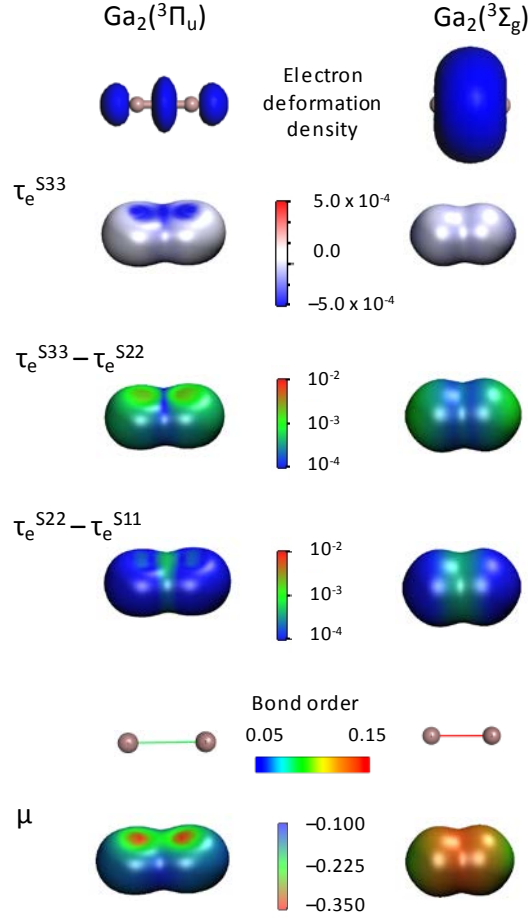 Ga₂(³Πᵤ) Ga₂(³Σg)
Electron
deformation
density
τₑˢ³³
5.0 x 10⁻⁴
0.0
−5.0 x 10⁻⁴
τₑˢ³³ − τₑˢ²²
10⁻²
10⁻³
10⁻⁴
τₑˢ²² − τₑˢ¹¹
10⁻²
10⁻³
10⁻⁴
Bond order
0.05 0.15
μ
−0.100
−0.225
−0.350